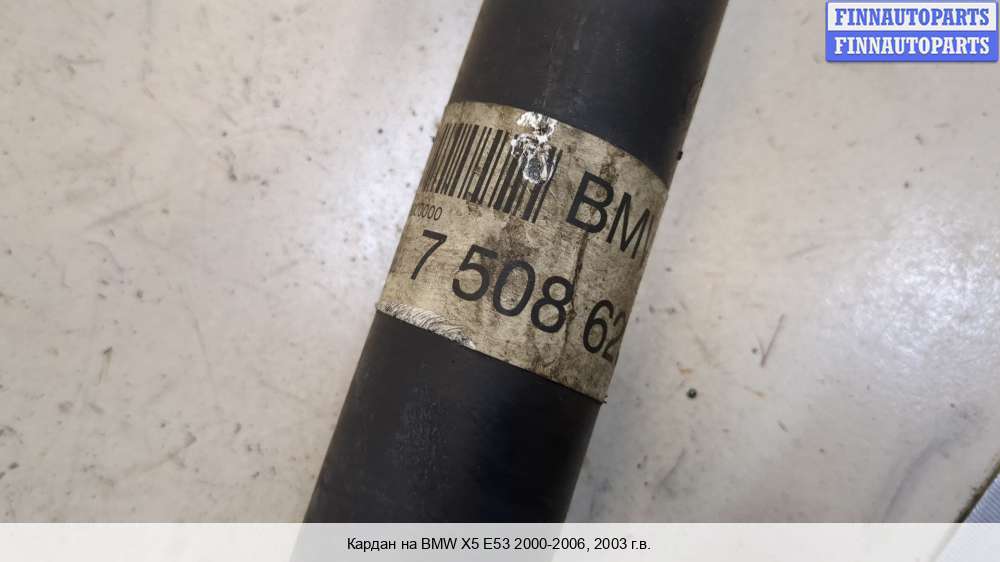 FINNAUTOPARTS
FINNAUTOPARTS
BMW
7 508 62
Кардан на BMW X5 E53 2000-2006, 2003 г.в.